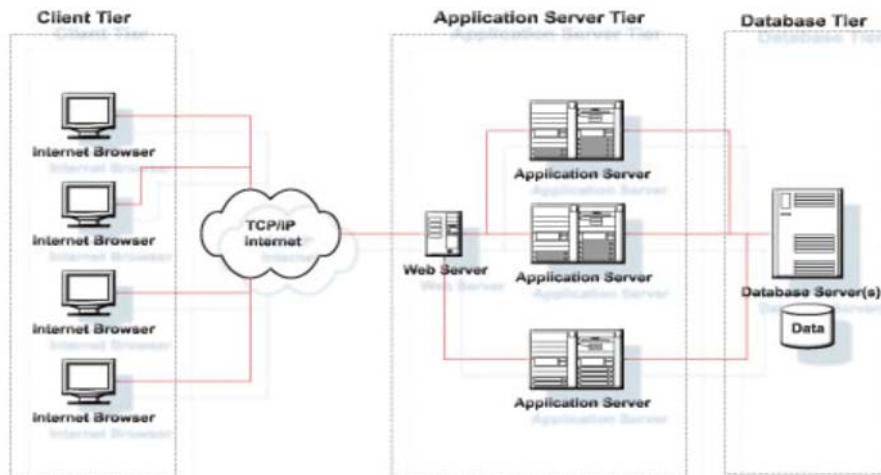 Client Tier
Application Server Tier
Database Tier
Internet Browser
Internet Browser
Internet Browser
Internet Browser
TCP/IP
Internet
Web Server
Application Server
Application Server
Application Server
Database Server(s)
Data